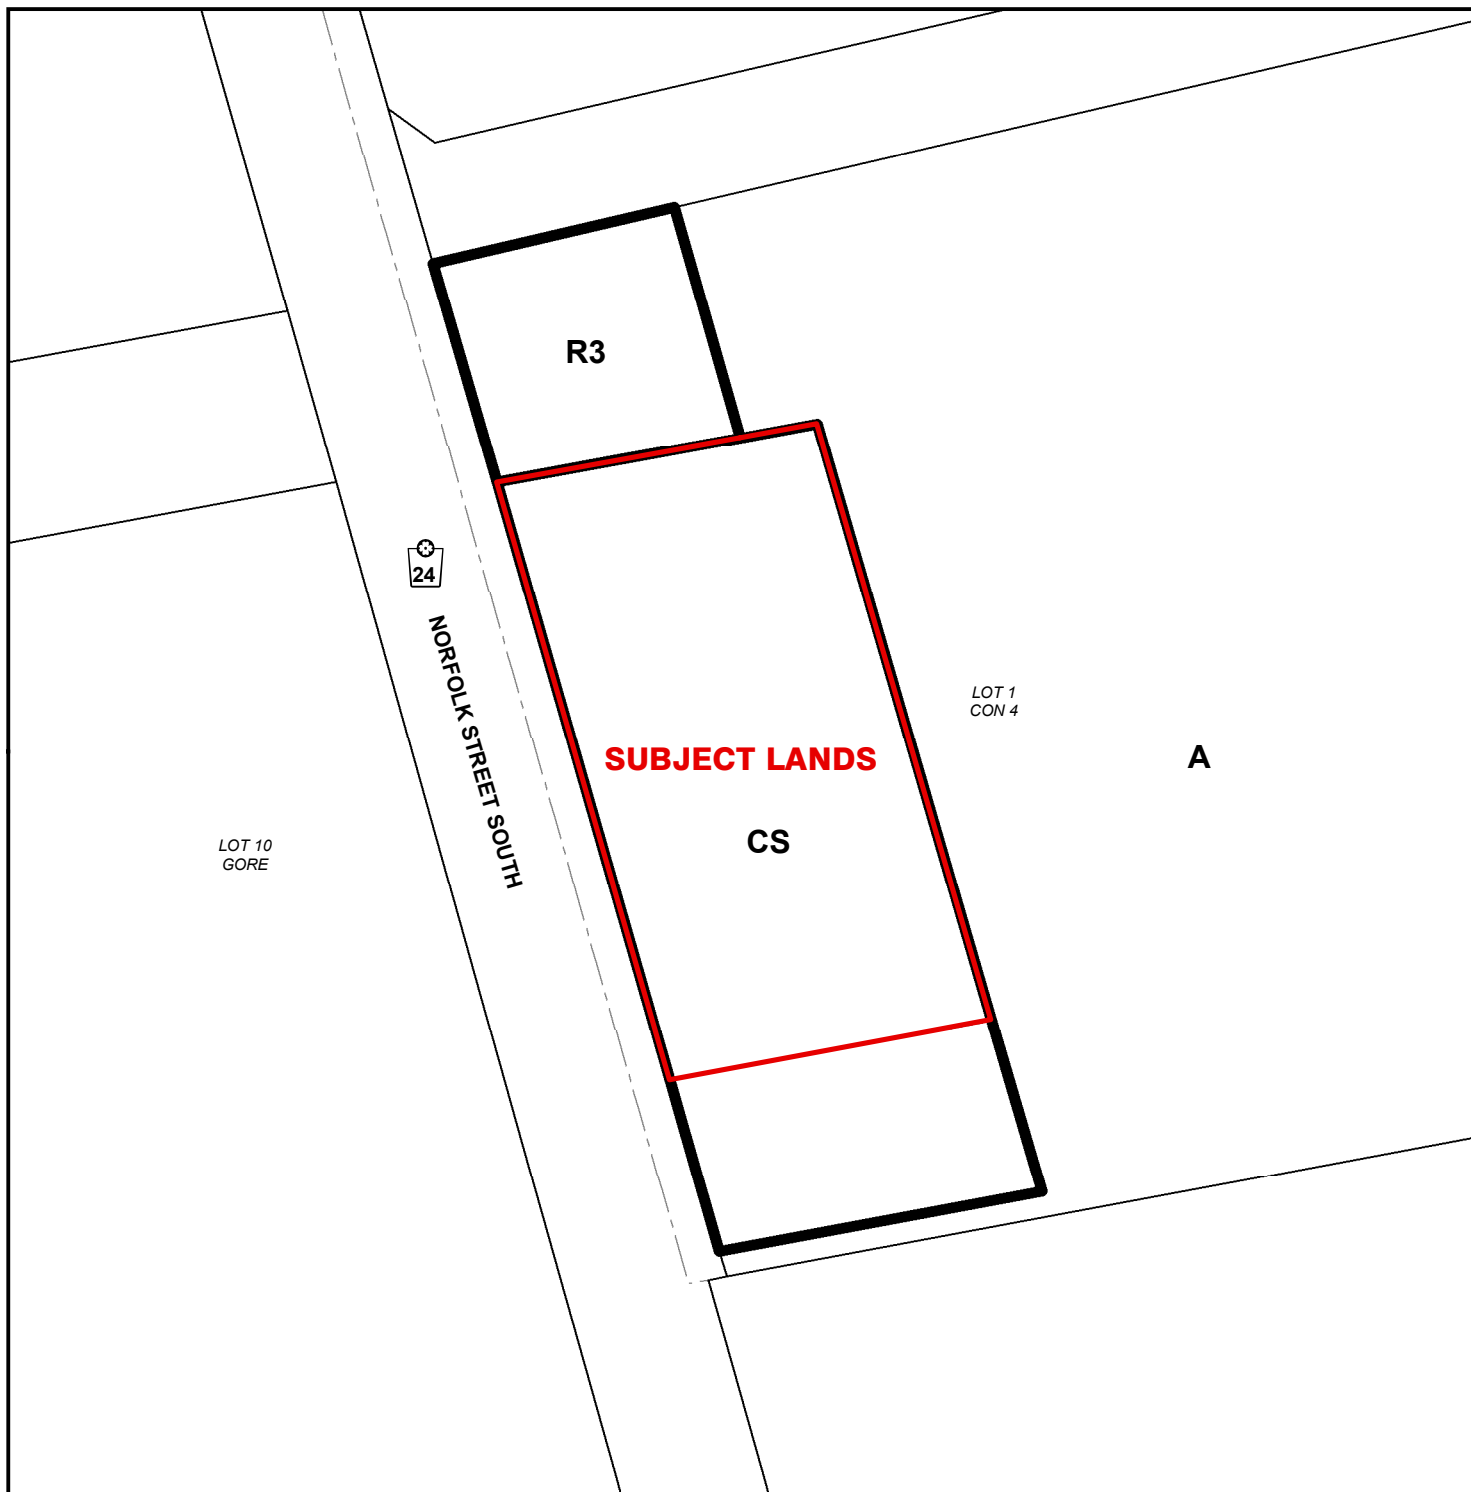 R3
24
NORFOLK STREET SOUTH
LOT 1
CON 4
SUBJECT LANDS
A
CS
LOT 10
GORE